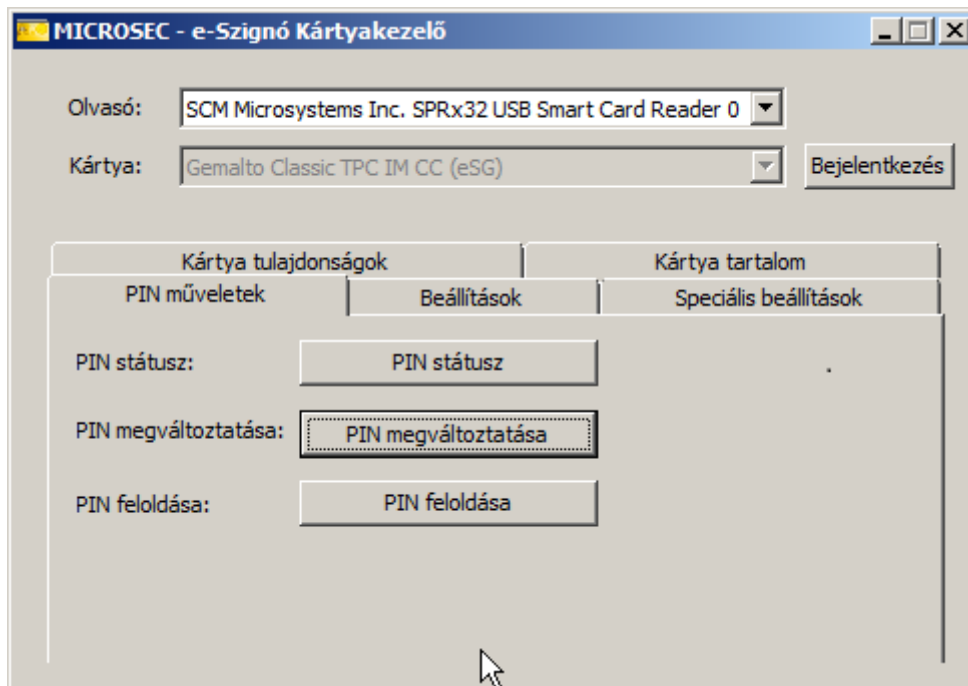 MICROSEC - e-Szignó Kártyakezelő
Olvasó: SCM Microsystems Inc. SPRx32 USB Smart Card Reader 0
Kártya: Gemalto Classic TPC IM CC (eSG) Bejelentkezés
Kártya tulajdonságok Kártya tartalom
PIN műveletek Beállítások Speciális beállítások
PIN státusz: PIN státusz
PIN megváltoztatása: PIN megváltoztatása
PIN feloldása: PIN feloldása